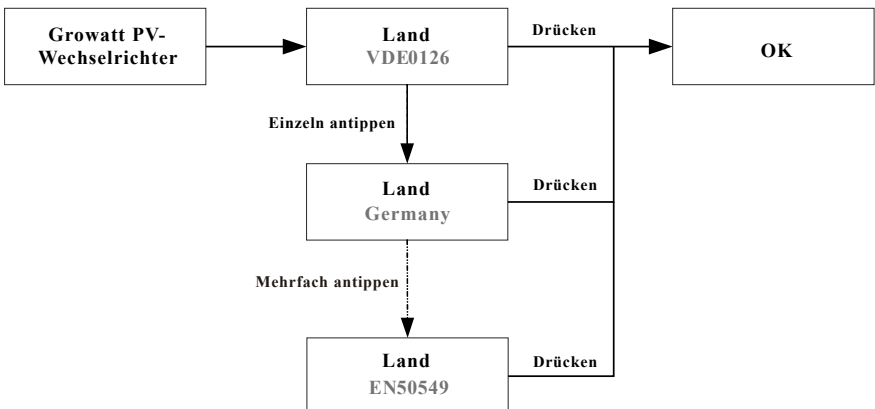 Growatt PV-
Wechselrichter
Land
VDE0126
Drücken
OK
Einzeln antippen
Land
Germany
Drücken
Mehrfach antippen
Land
EN50549
Drücken